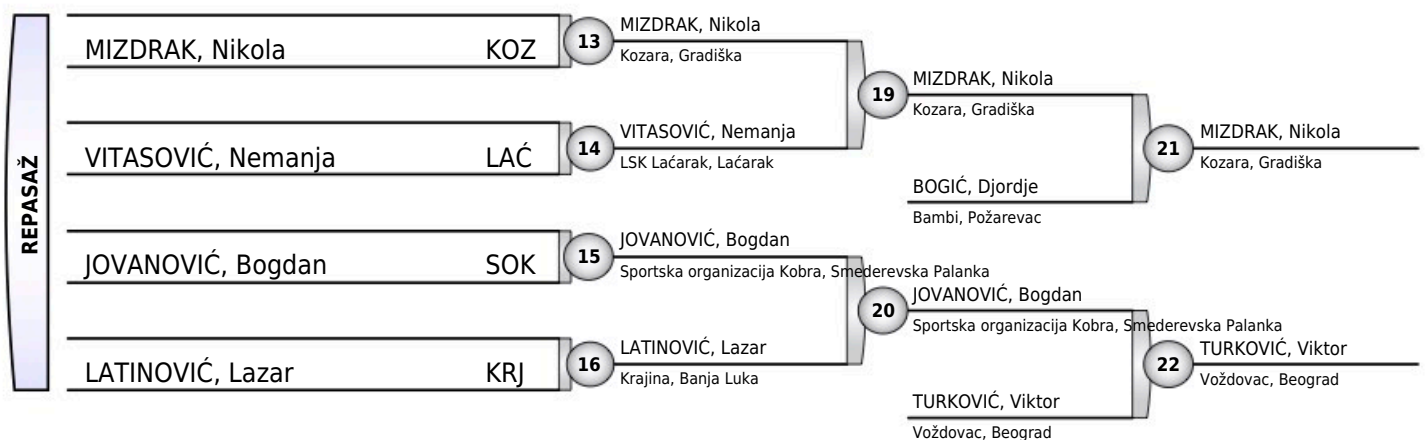 REPASAŽ
MIZDRAK, Nikola KOZ
VITASOVIĆ, Nemanja LAĆ
JOVANOVIĆ, Bogdan SOK
LATINOVIĆ, Lazar KRJ
13
MIZDRAK, Nikola
Kozara, Gradiška
14
VITASOVIĆ, Nemanja
LSK Laćarak, Laćarak
15
JOVANOVIĆ, Bogdan
Sportska organizacija Kobra, Smederevska Palanka
16
LATINOVIĆ, Lazar
Krajina, Banja Luka
19
MIZDRAK, Nikola
Kozara, Gradiška
BOGIĆ, Djordje
Bambi, Požarevac
20
JOVANOVIĆ, Bogdan
Sportska organizacija Kobra, Smederevska Palanka
TURKOVIĆ, Viktor
Voždovac, Beograd
21
MIZDRAK, Nikola
Kozara, Gradiška
22
TURKOVIĆ, Viktor
Voždovac, Beograd